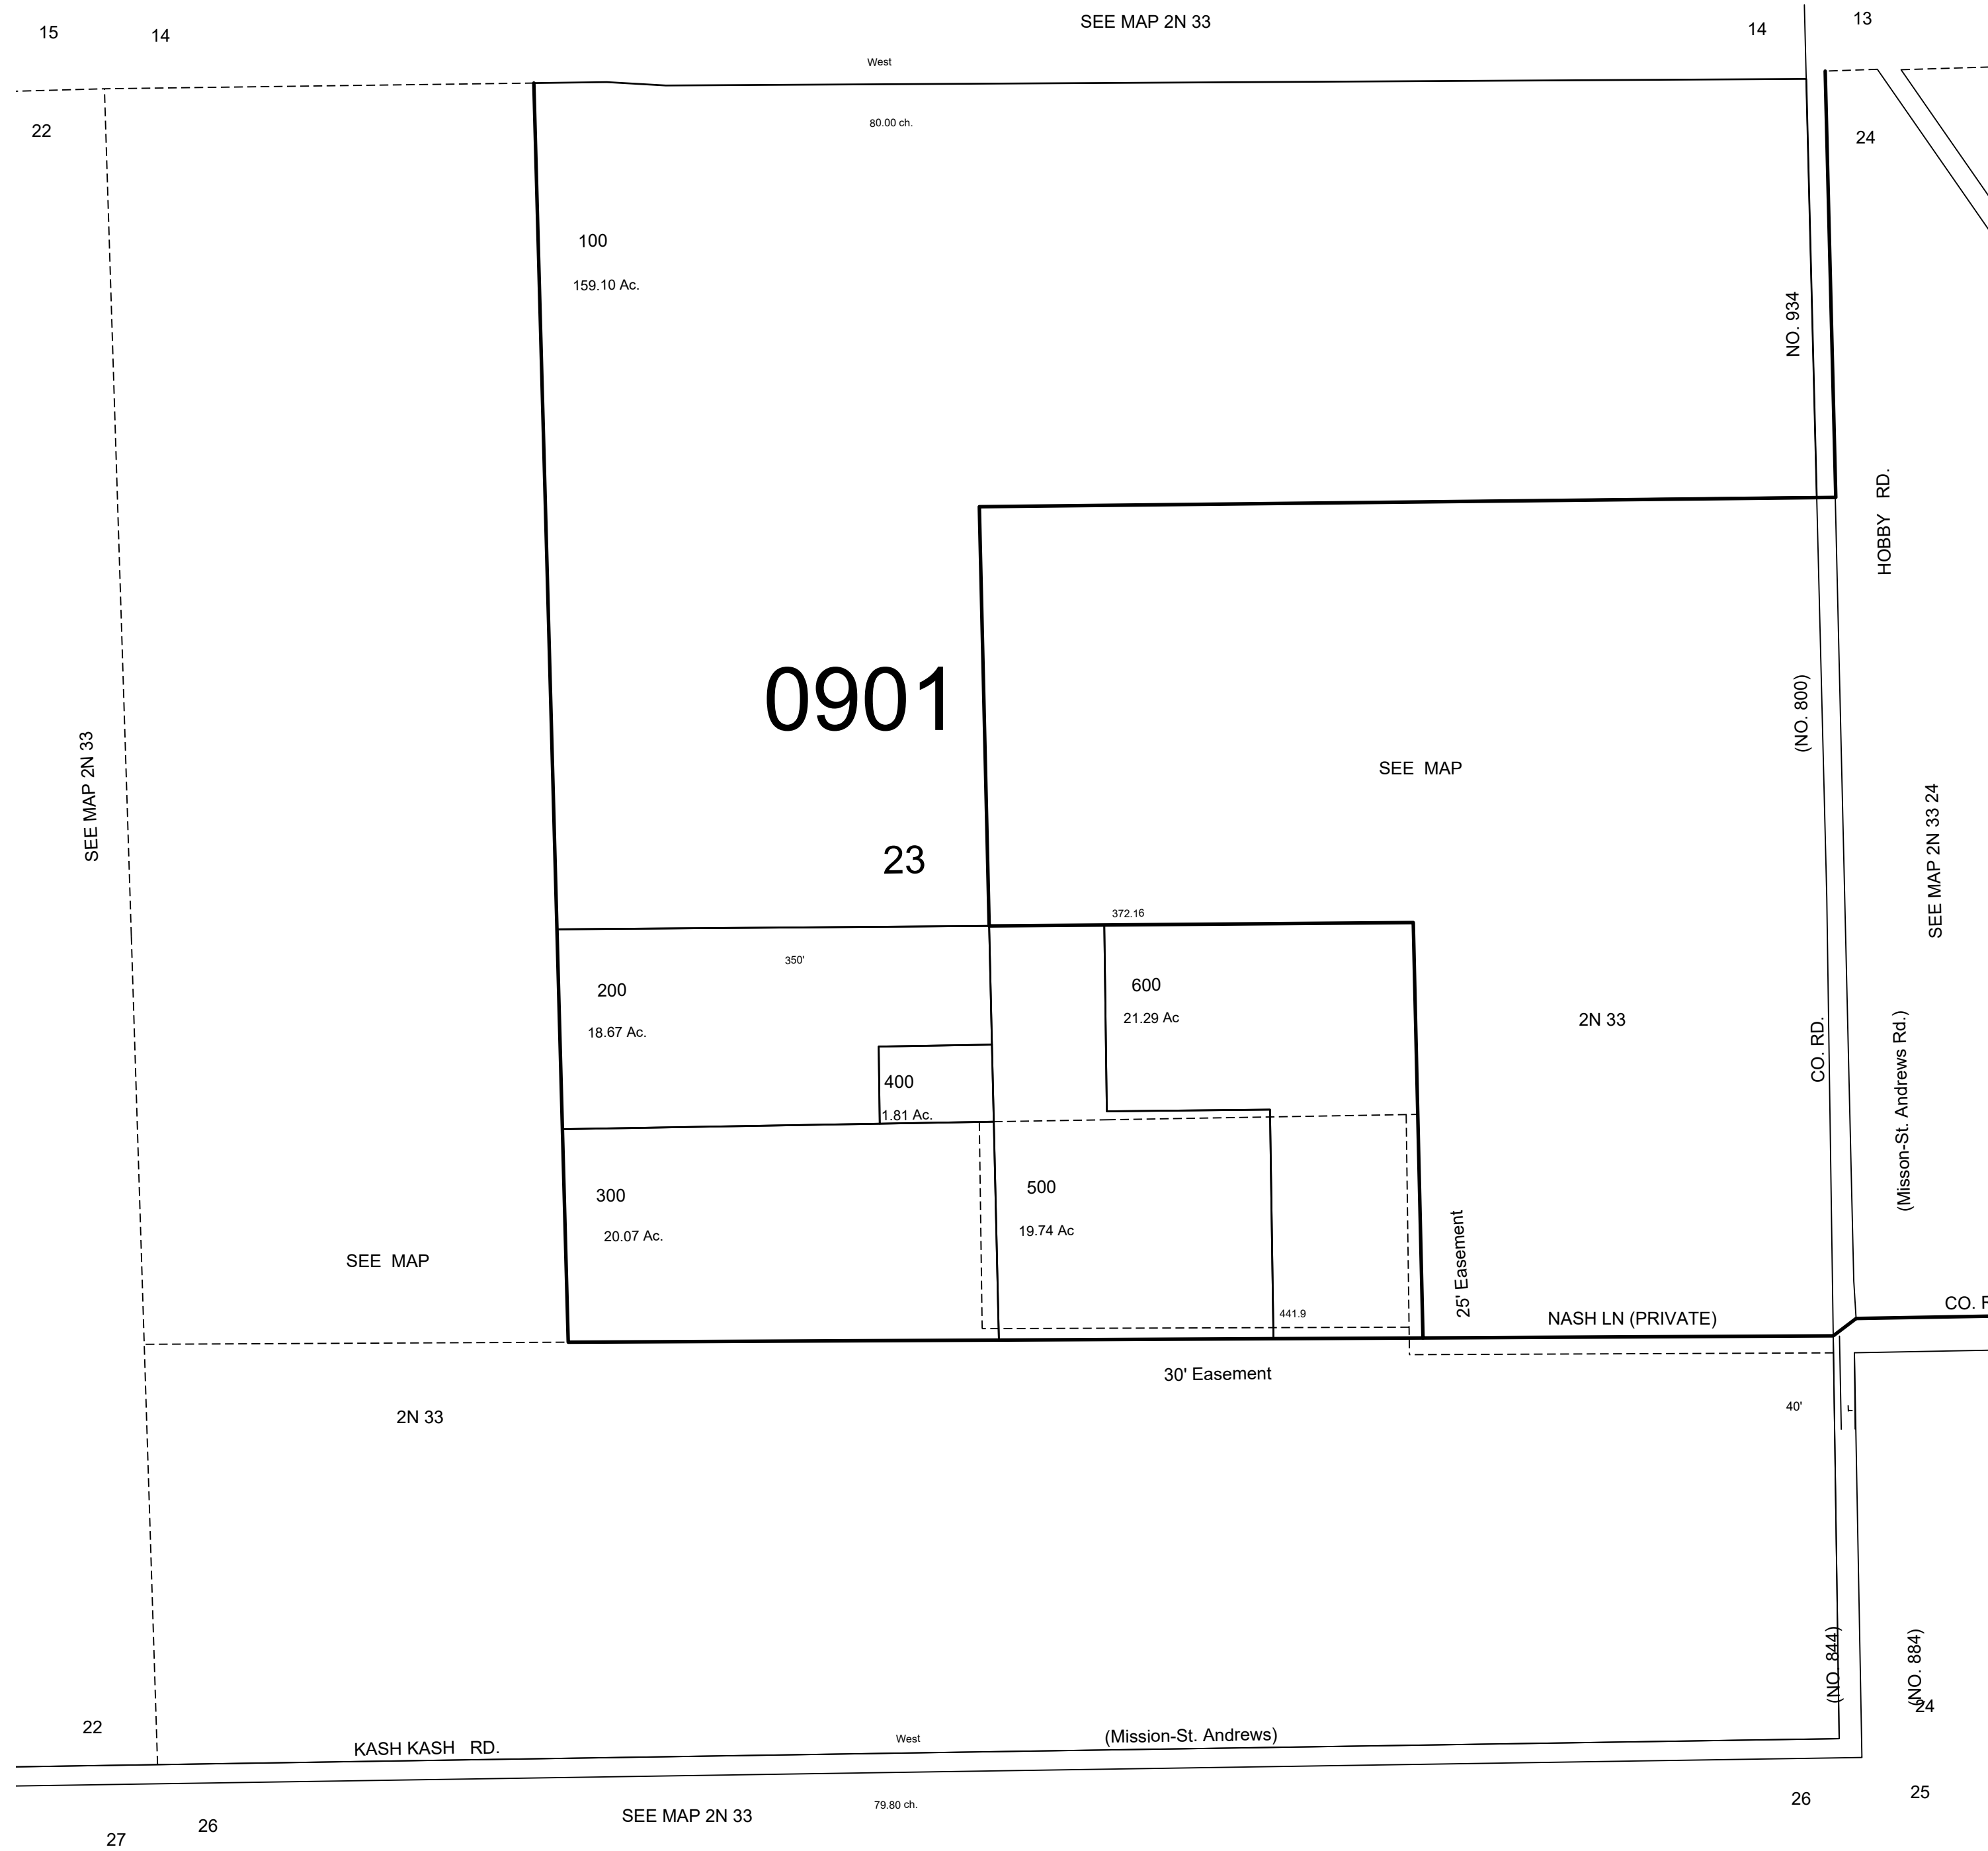 SEE MAP 2N 33
15
14
14
13
West
22
80.00 ch.
24
100
159.10 Ac.
NO. 934
HOBBY RD.
0901
(NO. 800)
SEE MAP 2N 33
SEE MAP
SEE MAP 2N 33 24
23
372.16
350'
200
18.67 Ac.
600
21.29 Ac
2N 33
CO. RD.
(Misson-St. Andrews Rd.)
400
1.81 Ac.
300
20.07 Ac.
500
19.74 Ac
25' Easement
SEE MAP
441.9
NASH LN (PRIVATE)
CO. R
30' Easement
2N 33
40'
(NO. 844)
(NO. 884)
24
22
KASH KASH RD.
West
(Mission-St. Andrews)
SEE MAP 2N 33
79.80 ch.
26
25
27
26